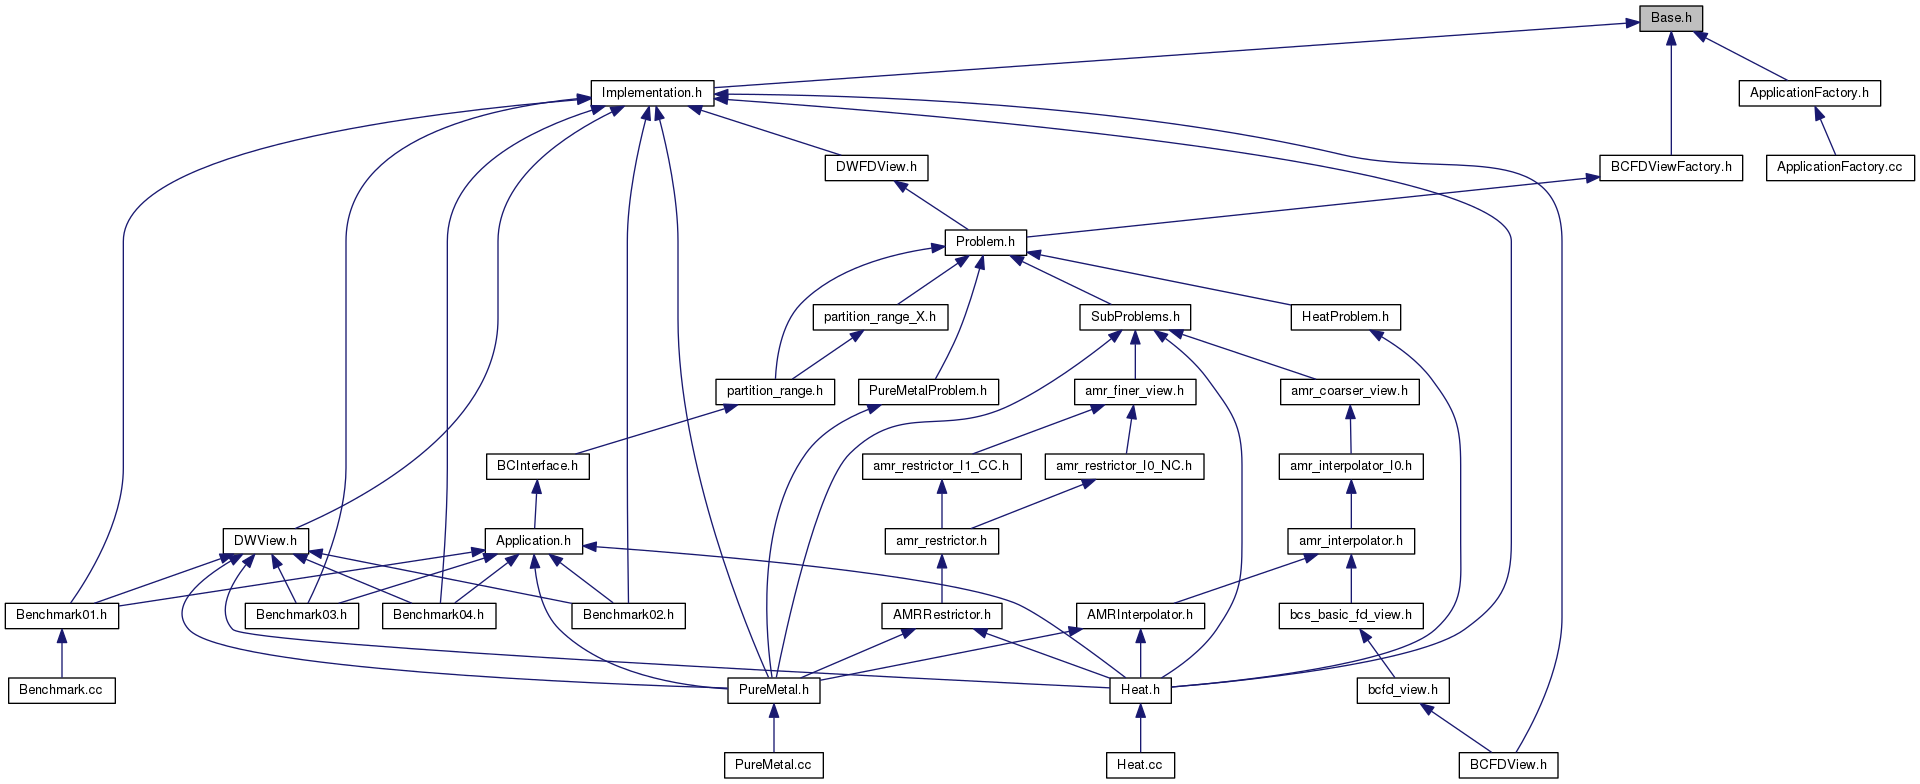 Base.h
Implementation.h
ApplicationFactory.h
DWFDView.h
BCFDViewFactory.h
ApplicationFactory.cc
Problem.h
partition_range_X.h
SubProblems.h
HeatProblem.h
partition_range.h
PureMetalProblem.h
amr_finer_view.h
amr_coarser_view.h
BCInterface.h
amr_restrictor_l1_CC.h
amr_restrictor_l0_NC.h
amr_interpolator_l0.h
DWView.h
Application.h
amr_restrictor.h
amr_interpolator.h
Benchmark01.h
Benchmark03.h
Benchmark04.h
Benchmark02.h
AMRRestrictor.h
AMRInterpolator.h
bcs_basic_fd_view.h
Benchmark.cc
PureMetal.h
Heat.h
bcfd_view.h
PureMetal.cc
Heat.cc
BCFDView.h